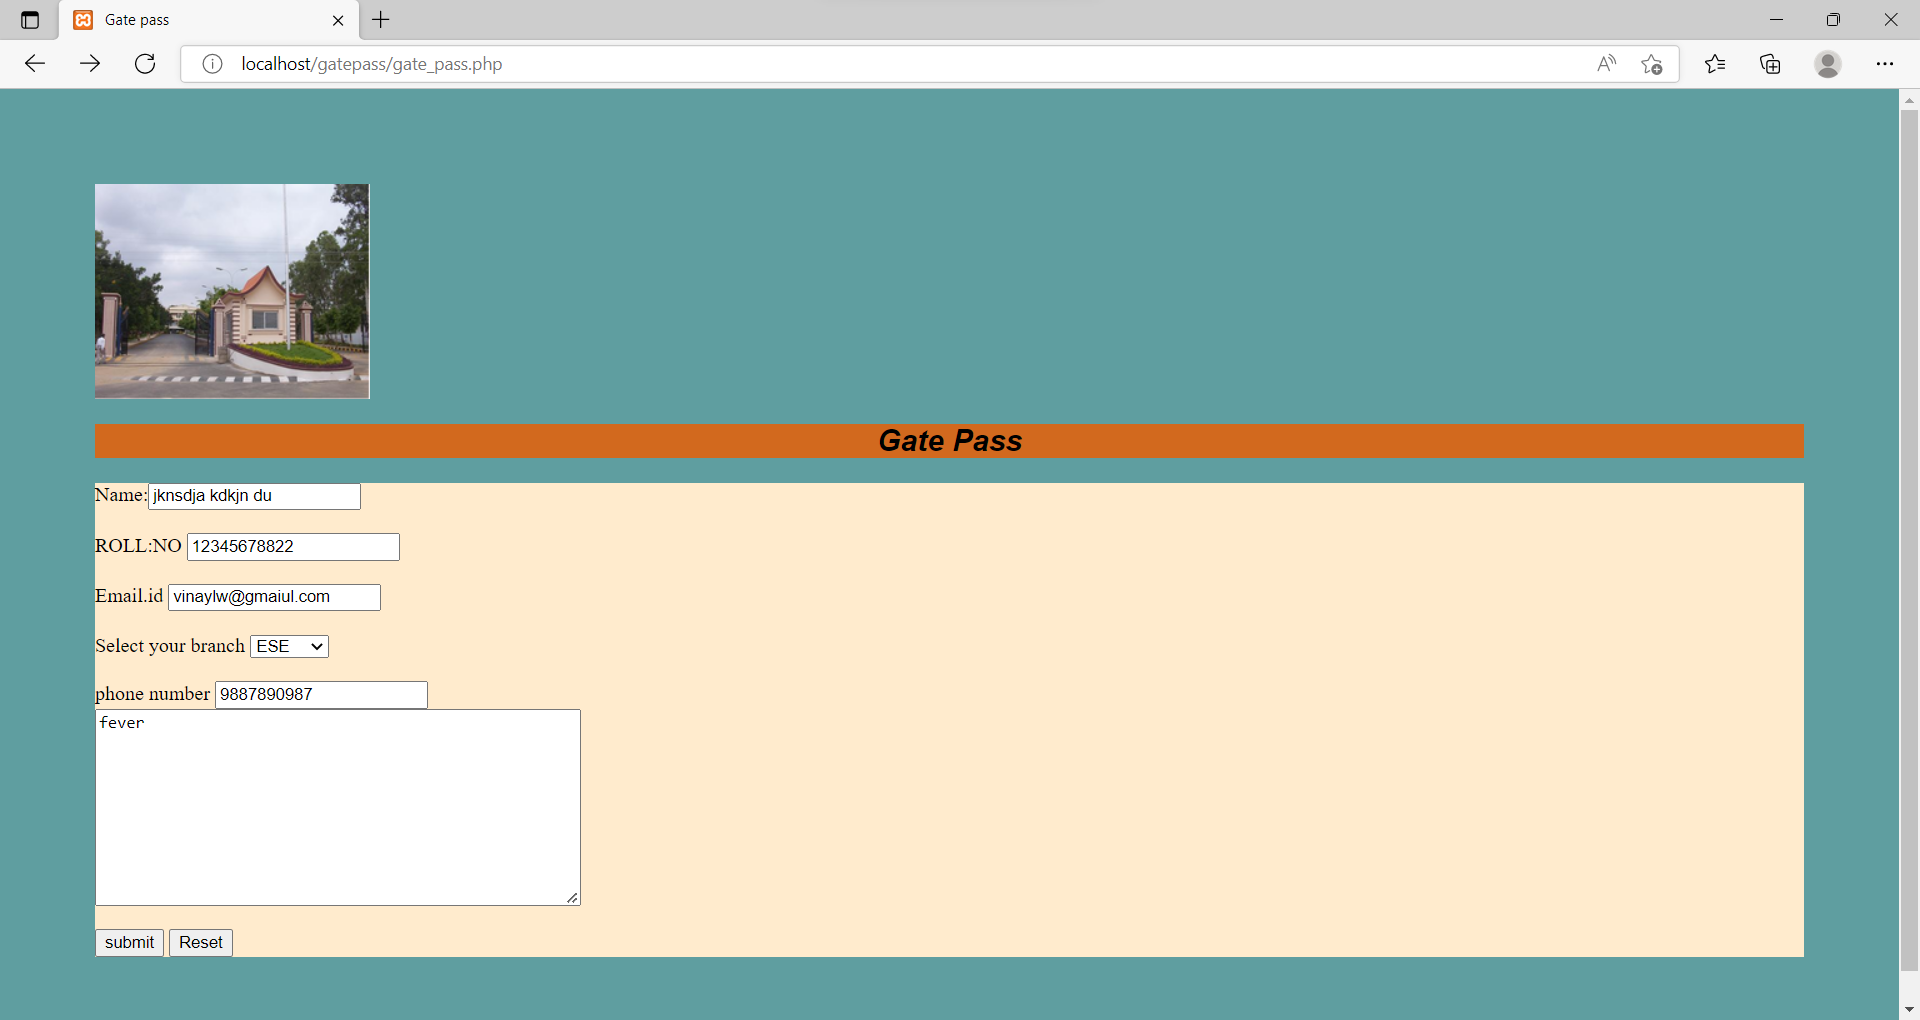 Gate pass
localhost/gatepass/gate_pass.php
Gate Pass
Name: jknsdja kdkjn du
ROLL:NO 12345678822
Email.id vinaylw@gmaiul.com
Select your branch ESE
phone number 9887890987
fever
submit Reset